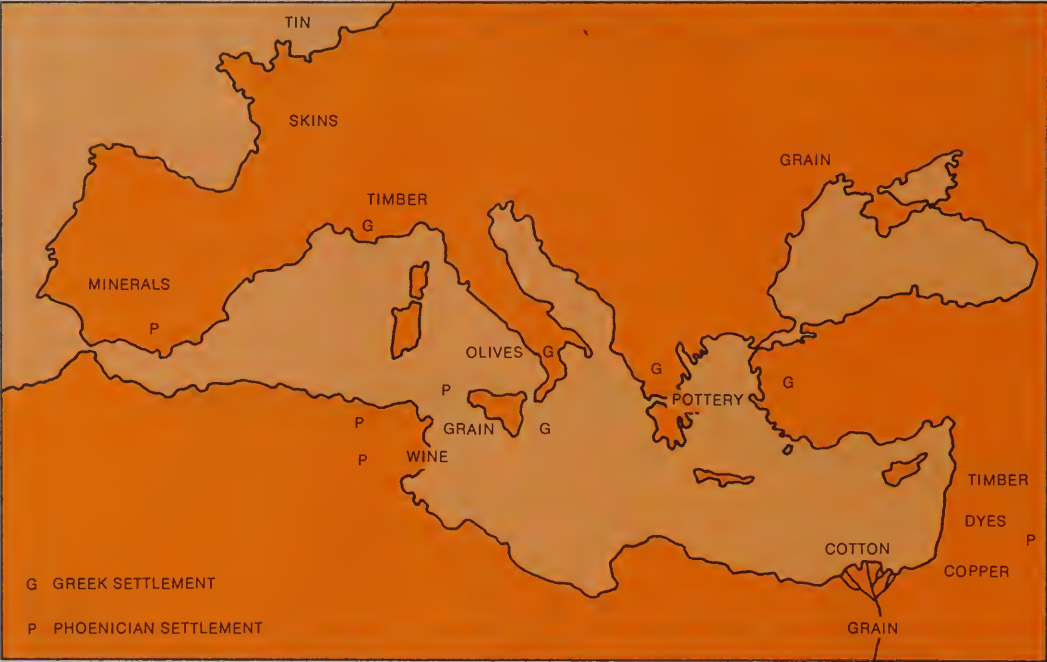 TIN
SKINS
GRAIN
TIMBER
G
MINERALS
P
OLIVES G
G
G
P
POTTERY
P
GRAIN
G
P
WINE
TIMBER
DYES
P
COTTON
COPPER
G GREEK SETTLEMENT
P PHOENICIAN SETTLEMENT
GRAIN